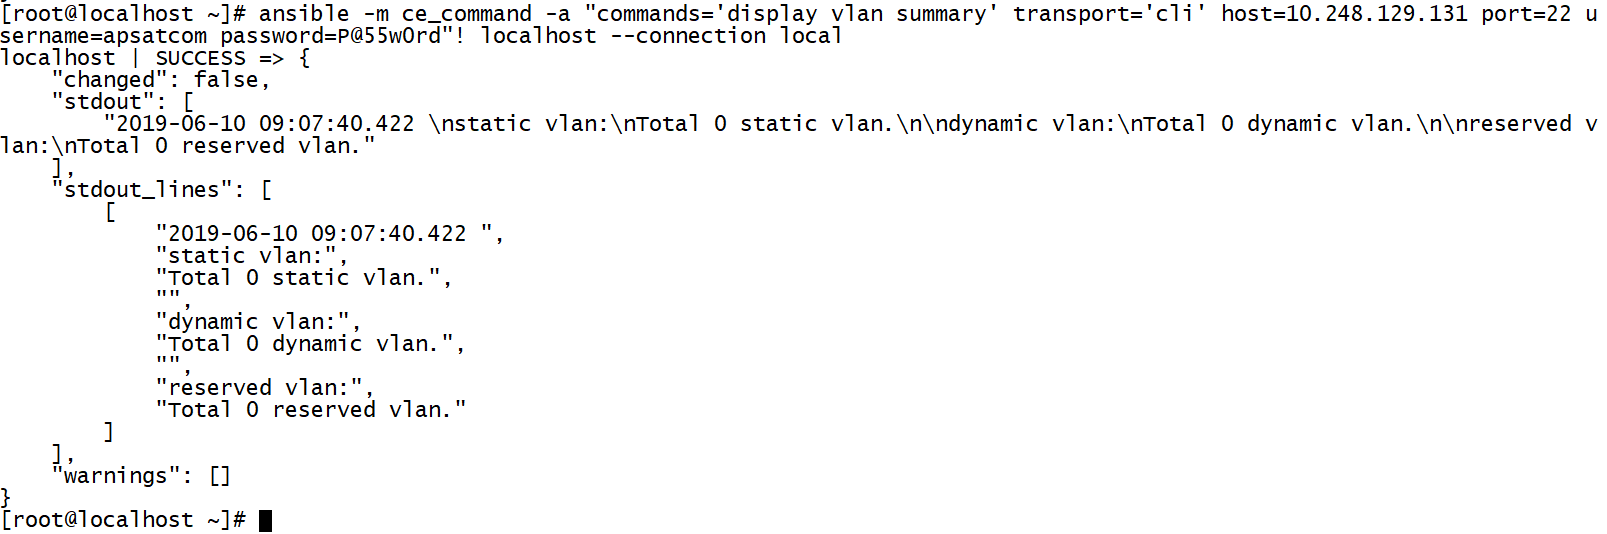 [root@localhost ~]# ansible -m ce_command -a "commands='display vlan summary' transport='cli' host=10.248.129.131 port=22 u
sername=apsatcom password=P@55w0rd"! localhost --connection local
localhost | SUCCESS => {
    "changed": false,
    "stdout": [
        "2019-06-10 09:07:40.422 \nstatic vlan:\nTotal 0 static vlan.\n\ndynamic vlan:\nTotal 0 dynamic vlan.\n\nreserved v
lan:\nTotal 0 reserved vlan."
    ],
    "stdout_lines": [
        [
            "2019-06-10 09:07:40.422 ",
            "static vlan:",
            "Total 0 static vlan.",
            "",
            "dynamic vlan:",
            "Total 0 dynamic vlan.",
            "",
            "reserved vlan:",
            "Total 0 reserved vlan."
        ]
    ],
    "warnings": []
}
[root@localhost ~]#